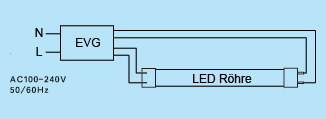 N
EVG
L
LED Röhre
AC100-240V
50/60Hz